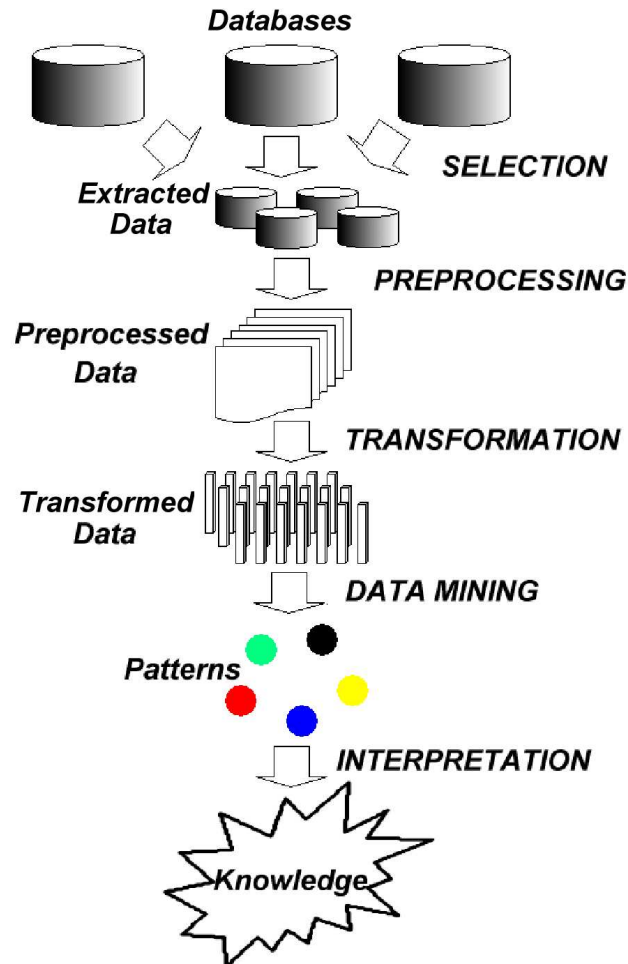 Databases
SELECTION
Extracted
Data
PREPROCESSING
Preprocessed
Data
TRANSFORMATION
Transformed
Data
DATA MINING
Patterns
INTERPRETATION
Knowledge